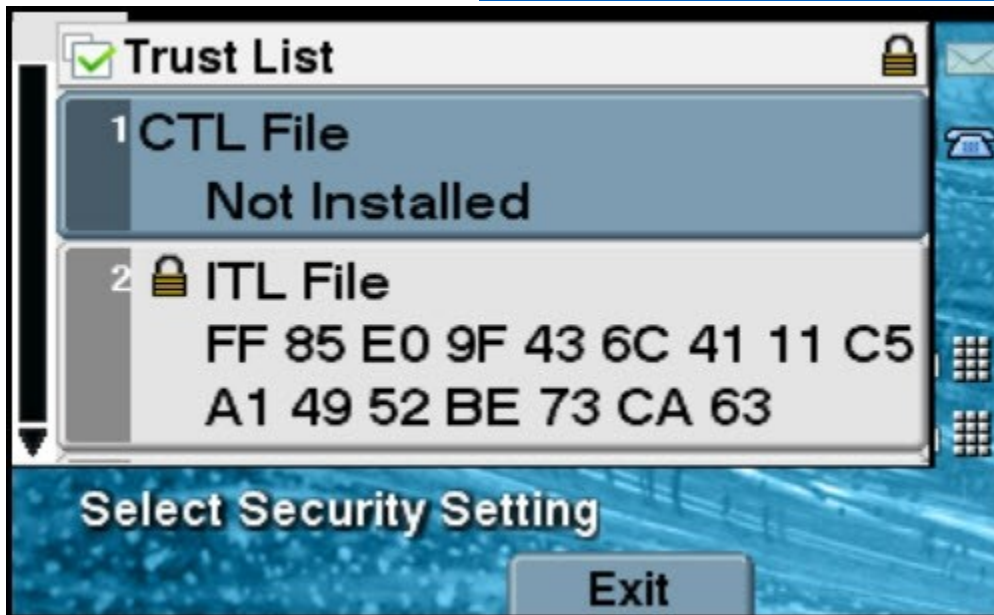 Trust List
1 CTL File
Not Installed
2 ITL File
FF 85 E0 9F 43 6C 41 11 C5
A1 49 52 BE 73 CA 63
Select Security Setting
Exit